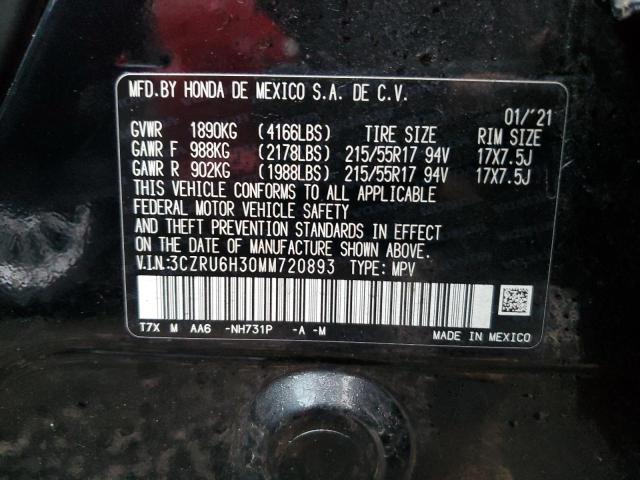 MFD.BY HONDA DE MEXICO S.A. DE C.V.
01/'21
GVWR 1890KG (4166LBS) TIRE SIZE RIM SIZE
GAWR F 988KG (2178LBS) 215/55R17 94V 17X7.5J
GAWR R 902KG (1988LBS) 215/55R17 94V 17X7.5J
THIS VEHICLE CONFORMS TO ALL APPLICABLE
FEDERAL MOTOR VEHICLE SAFETY
AND THEFT PREVENTION STANDARDS IN EFFECT
ON THE DATE OF MANUFACTURE SHOWN ABOVE.
V.I.N.:3CZRU6H30MM720893 TYPE: MPV
T7X M AA6 -NH731P -A -M MADE IN MEXICO